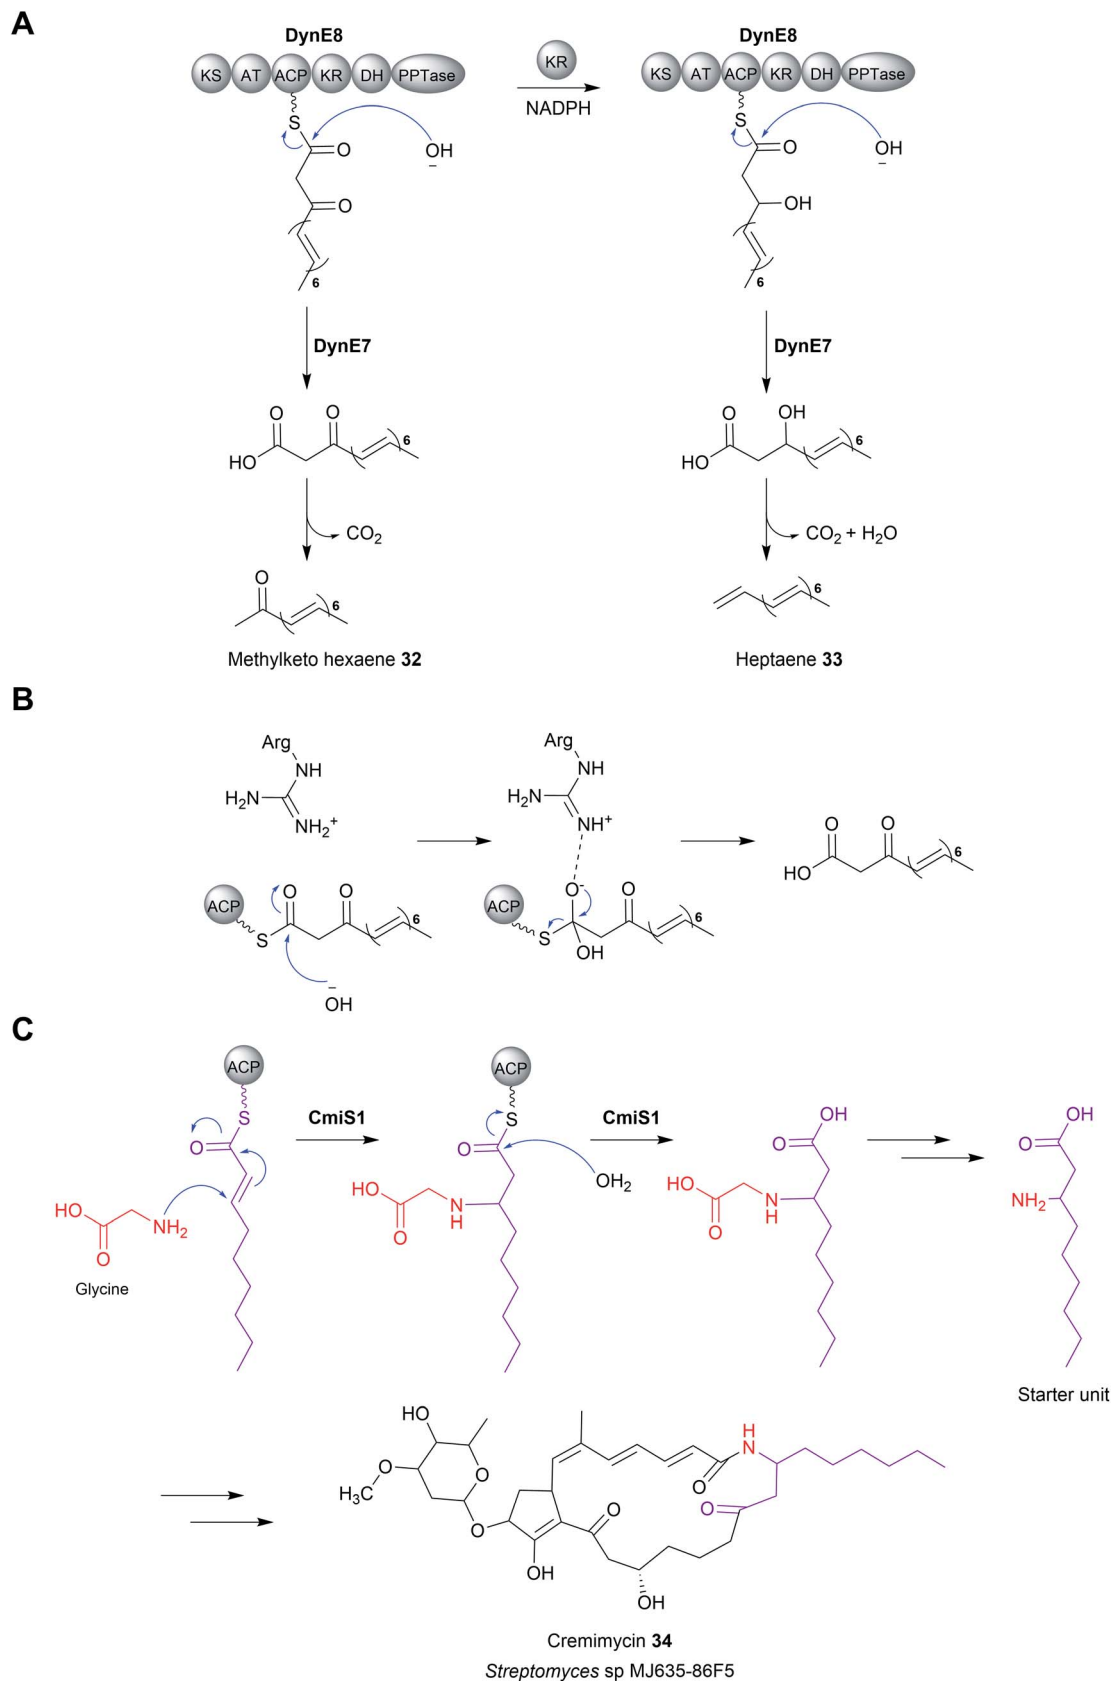 A
DynE8
KS AT ACP KR DH PPTase
S
O
OH
–
O
6
KR
NADPH
DynE8
KS AT ACP KR DH PPTase
S
O
OH
–
OH
6
DynE7
DynE7
O O
HO
6
O OH
HO
6
CO2
CO2 + H2O
O
6
6
Methylketo hexaene 32
Heptaene 33
B
Arg
NH
H2N
NH2+
Arg
NH
H2N
NH+
ACP
S
O O
6
–
OH
ACP
S
O-
OH
O
6
O O
HO
6
C
ACP
S
O
HO
O
NH2
Glycine
CmiS1
ACP
S
O
OH2
HO
O
N
H
CmiS1
OH
O
HO
O
N
H
OH
O
NH2
Starter unit
HO
O
O
H3C
O
OH
O
OH
O
O
H
N
Cremimycin 34
Streptomyces sp MJ635-86F5